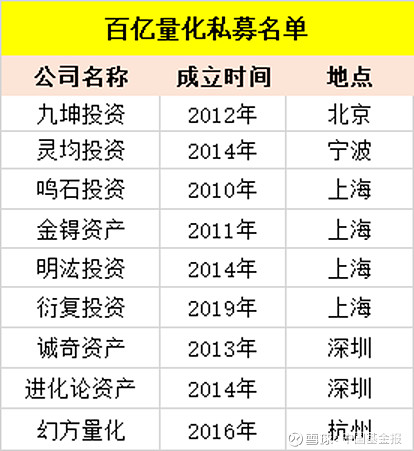 百亿量化私募名单
公司名称 成立时间 地点
九坤投资 2012年 北京
灵均投资 2014年 宁波
鸣石投资 2010年 上海
金锝资产 2011年 上海
明汯投资 2014年 上海
衍复投资 2019年 上海
诚奇资产 2013年 深圳
进化论资产 2014年 深圳
幻方量化 2016年 杭州
雪球:中国基金报